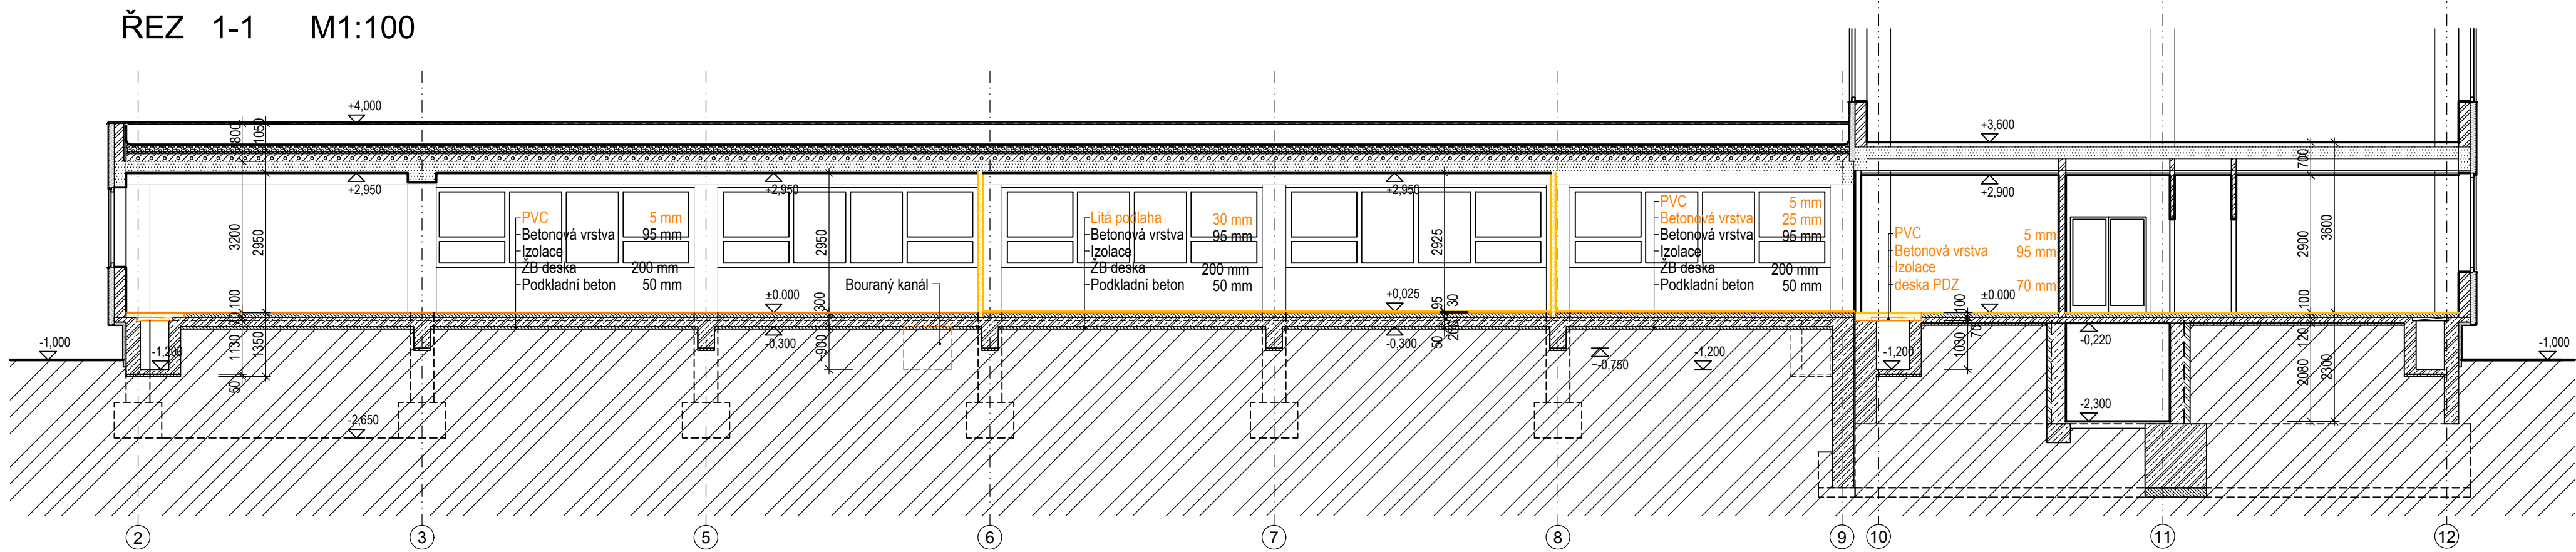 ŘEZ 1-1 M1:100
+4,000
+3,600
800
1050
700
+2,950
+2,950
+2,950
+2,900
3200
2950
2950
2925
2900
3600
PVC 5 mm
Betonová vrstva 95 mm
Izolace
ŽB deska 200 mm
Podkladní beton 50 mm
Litá podlaha 30 mm
Betonová vrstva 95 mm
Izolace
ŽB deska 200 mm
Podkladní beton 50 mm
PVC 5 mm
Betonová vrstva 25 mm
Betonová vrstva 95 mm
Izolace
ŽB deska 200 mm
Podkladní beton 50 mm
PVC 5 mm
Betonová vrstva 95 mm
Izolace
deska PDZ 70 mm
Bouraný kanál
±0.000
+0,025
±0.000
100
70
300
95
30
200
50
100
70
100
-1,000
-1,200
1130
1350
50
-0,300
~900
-0,300
~-0,750
-1,200
-1,200
1030
-0,220
120
2080
2300
-1,000
-2,300
-2,650
2 3 5 6 7 8 9 10 11 12